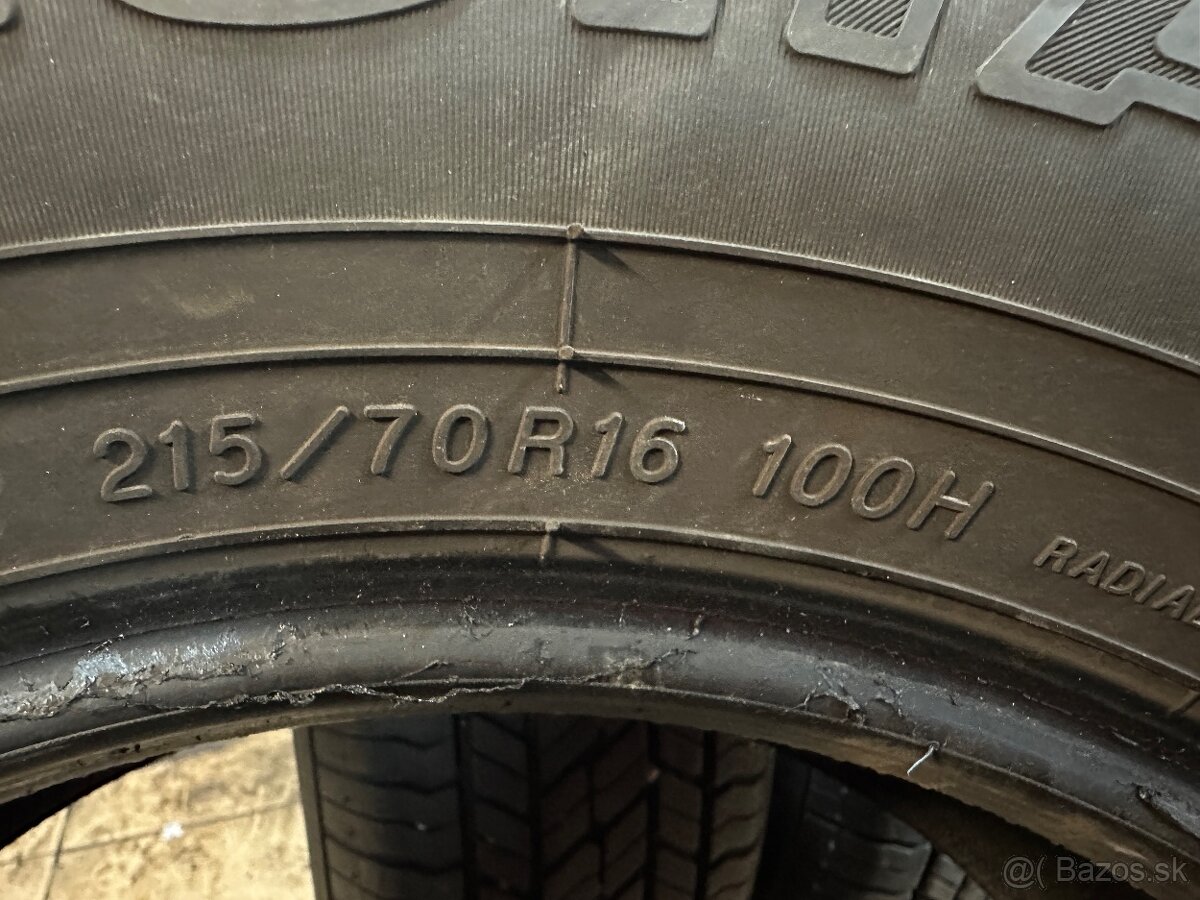 215/70R16 100H RADIAL
@( Bazos.sk